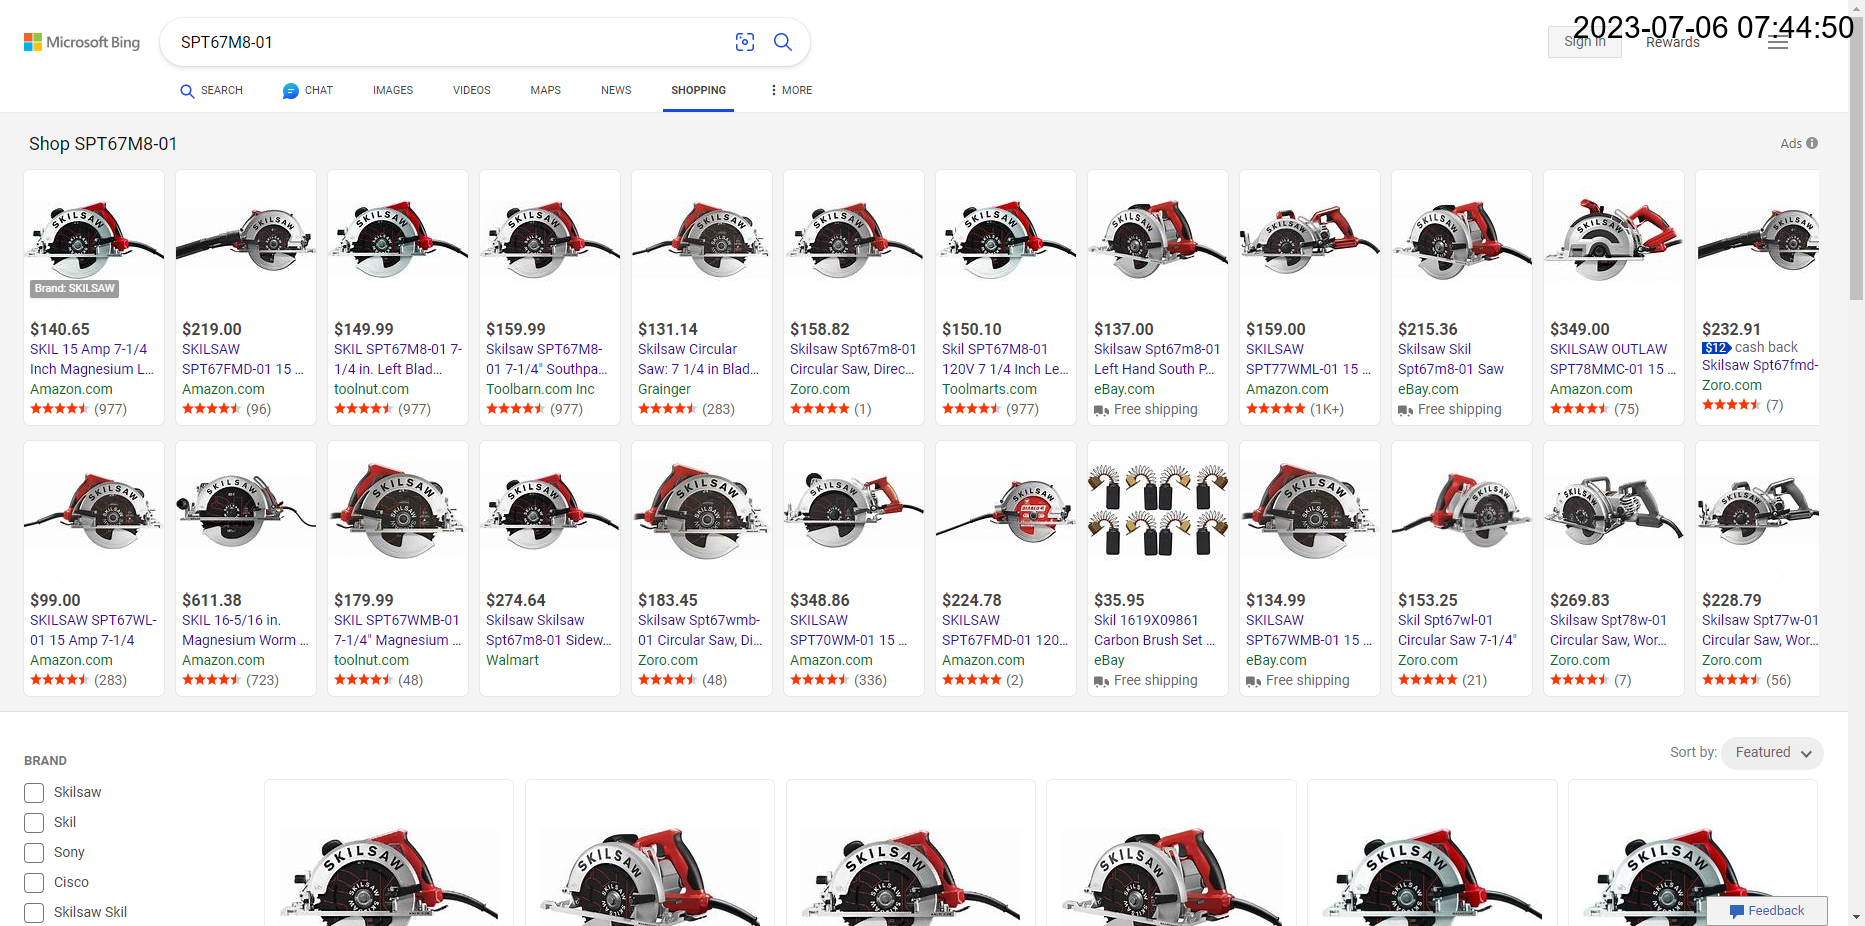 Microsoft Bing
SPT67M8-01
Sign in
Rewards
2023-07-06 07:44:50
SEARCH
CHAT
IMAGES
VIDEOS
MAPS
NEWS
SHOPPING
MORE
Shop SPT67M8-01
Ads
Brand: SKILSAW
$140.65
SKIL 15 Amp 7-1/4
Inch Magnesium L...
Amazon.com
(977)
$219.00
SKILSAW
SPT67FMD-01 15 ...
Amazon.com
(96)
$149.99
SKIL SPT67M8-01 7-
1/4 in. Left Blad...
toolnut.com
(977)
$159.99
Skilsaw SPT67M8-
01 7-1/4" Southpa...
Toolbarn.com Inc
(977)
$131.14
Skilsaw Circular
Saw: 7 1/4 in Blad...
Grainger
(283)
$158.82
Skilsaw Spt67m8-01
Circular Saw, Direc...
Zoro.com
(1)
$150.10
Skil SPT67M8-01
120V 7 1/4 Inch Le...
Toolmarts.com
(977)
$137.00
Skilsaw Spt67m8-01
Left Hand South P...
eBay.com
Free shipping
$159.00
SKILSAW
SPT77WML-01 15 ...
Amazon.com
(1K+)
$215.36
Skilsaw Skil
Spt67m8-01 Saw
eBay.com
Free shipping
$349.00
SKILSAW OUTLAW
SPT78MMC-01 15 ...
Amazon.com
(75)
$232.91
$12 cash back
Skilsaw Spt67fmd-
Zoro.com
(7)
$99.00
SKILSAW SPT67WL-
01 15 Amp 7-1/4
Amazon.com
(283)
$611.38
SKIL 16-5/16 in.
Magnesium Worm ...
Amazon.com
(723)
$179.99
SKIL SPT67WMB-01
7-1/4" Magnesium ...
toolnut.com
(48)
$274.64
Skilsaw Skilsaw
Spt67m8-01 Sidew...
Walmart
$183.45
Skilsaw Spt67wmb-
01 Circular Saw, Di...
Zoro.com
(48)
$348.86
SKILSAW
SPT70WM-01 15 ...
Amazon.com
(336)
$224.78
SKILSAW
SPT67FMD-01 120...
Amazon.com
(2)
$35.95
Skil 1619X09861
Carbon Brush Set ...
eBay
Free shipping
$134.99
SKILSAW
SPT67WMB-01 15 ...
eBay.com
Free shipping
$153.25
Skil Spt67wl-01
Circular Saw 7-1/4"
Zoro.com
(21)
$269.83
Skilsaw Spt78w-01
Circular Saw, Wor...
Zoro.com
(7)
$228.79
Skilsaw Spt77w-01
Circular Saw, Wor...
Zoro.com
(56)
Sort by: Featured
BRAND
Skilsaw
Skil
Sony
Cisco
Skilsaw Skil
SKILSAW
SKILSAW
SKILSAW
SKILSAW
SKILSAW
SKILSAW
Feedback